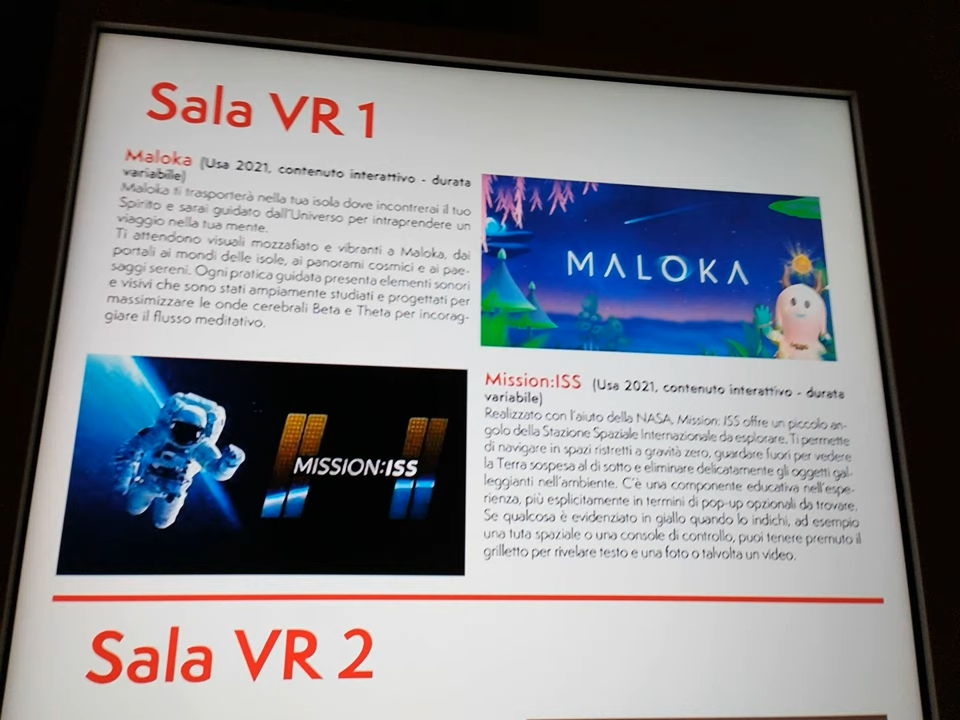 Sala VR 1
Maloka (Usa 2021, contenuto interattivo - durata
variabile)
Maloka ti trasporterà nella tua isola dove incontrerai il tuo
Spirito e sarai guidato dall'Universo per intraprendere un
viaggio nella tua mente.
Ti attendono visuali mozzafiato e vibranti a Maloka, dai
portali ai mondi delle isole, ai panorami cosmici e ai pae-
saggi sereni. Ogni pratica guidata presenta elementi sonori
e visivi che sono stati ampiamente studiati e progettati per
massimizzare le onde cerebrali Beta e Theta per incorag-
giare il flusso meditativo.
MALOKA
MISSION:ISS
Mission:ISS (Usa 2021, contenuto interattivo - durata
variabile)
Realizzato con l'aiuto della NASA, Mission: ISS offre un piccolo an-
golo della Stazione Spaziale Internazionale da esplorare. Ti permette
di navigare in spazi ristretti a gravità zero, guardare fuori per vedere
la Terra sospesa al di sotto e eliminare delicatamente gli oggetti gal-
leggianti nell'ambiente. C'è una componente educativa nell'espe-
rienza, più esplicitamente in termini di pop-up opzionali da trovare.
Se qualcosa è evidenziato in giallo quando lo indichi, ad esempio
una tuta spaziale o una console di controllo, puoi tenere premuto il
grilletto per rivelare testo e una foto o talvolta un video.
Sala VR 2